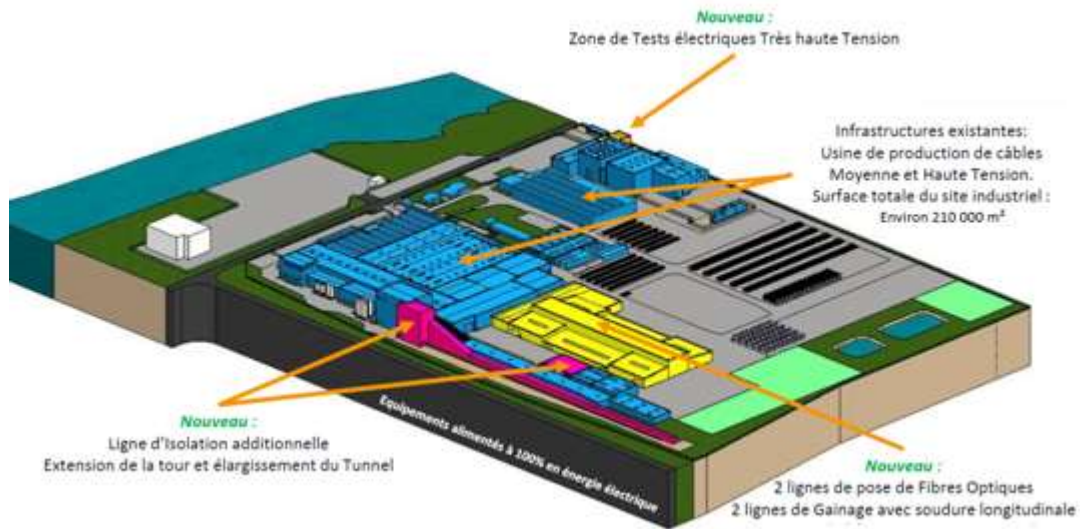 Nouveau :
Zone de Tests électriques Très haute Tension
Infrastructures existantes:
Usine de production de câbles
Moyenne et Haute Tension.
Surface totale du site industriel :
Environ 210 000 m²
Nouveau :
Ligne d'Isolation additionnelle
Extension de la tour et élargissement du Tunnel
Equipements alimentés à 100% en énergie électrique
Nouveau :
2 lignes de pose de Fibres Optiques
2 lignes de Gainage avec soudure longitudinale